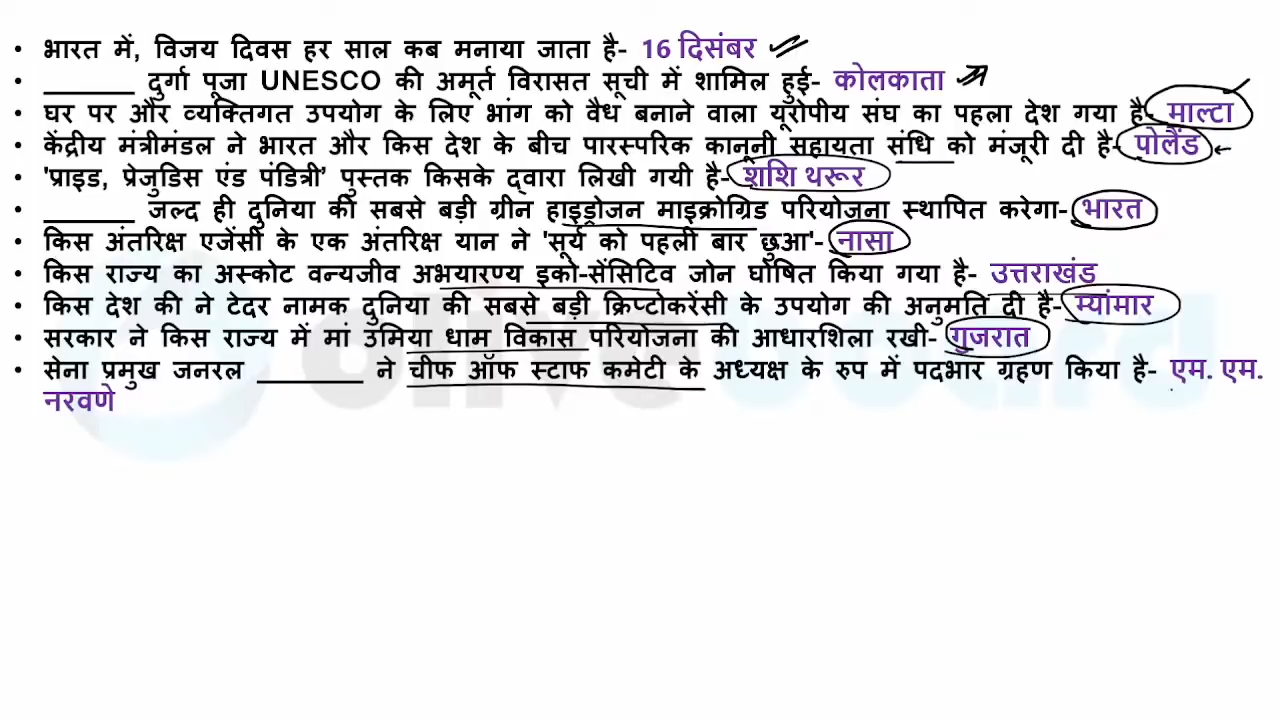 • भारत में, विजय दिवस हर साल कब मनाया जाता है- 16 दिसंबर
• _______ दुर्गा पूजा UNESCO की अमूर्त विरासत सूची में शामिल हुई- कोलकाता
• घर पर और व्यक्तिगत उपयोग के लिए भांग को वैध बनाने वाला यूरोपीय संघ का पहला देश गया है- माल्टा
• केंद्रीय मंत्रीमंडल ने भारत और किस देश के बीच पारस्परिक कानूनी सहायता संधि को मंजूरी दी है- पोलैंड
• 'प्राइड, प्रेजुडिस एंड पंडित्री' पुस्तक किसके द्वारा लिखी गयी है- शशि थरूर
• _______ जल्द ही दुनिया की सबसे बड़ी ग्रीन हाइड्रोजन माइक्रोग्रिड परियोजना स्थापित करेगा- भारत
• किस अंतरिक्ष एजेंसी के एक अंतरिक्ष यान ने 'सूर्य को पहली बार छुआ'- नासा
• किस राज्य का अस्कोट वन्यजीव अभयारण्य इको-सेंसिटिव जोन घोषित किया गया है- उत्तराखंड
• किस देश की ने टेदर नामक दुनिया की सबसे बड़ी क्रिप्टोकरेंसी के उपयोग की अनुमति दी है- म्यांमार
• सरकार ने किस राज्य में मां उमिया धाम विकास परियोजना की आधारशिला रखी- गुजरात
• सेना प्रमुख जनरल ________ ने चीफ ऑफ स्टाफ कमेटी के अध्यक्ष के रुप में पदभार ग्रहण किया है- एम. एम.
नरवणे
oliveboard